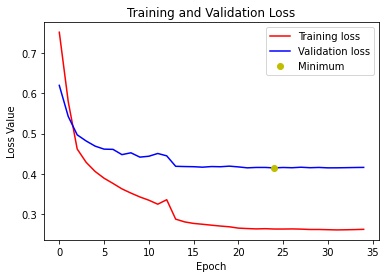 Training and Validation Loss
Training loss
Validation loss
Minimum
Loss Value
0.7
0.6
0.5
0.4
0.3
0 5 10 15 20 25 30 35
Epoch